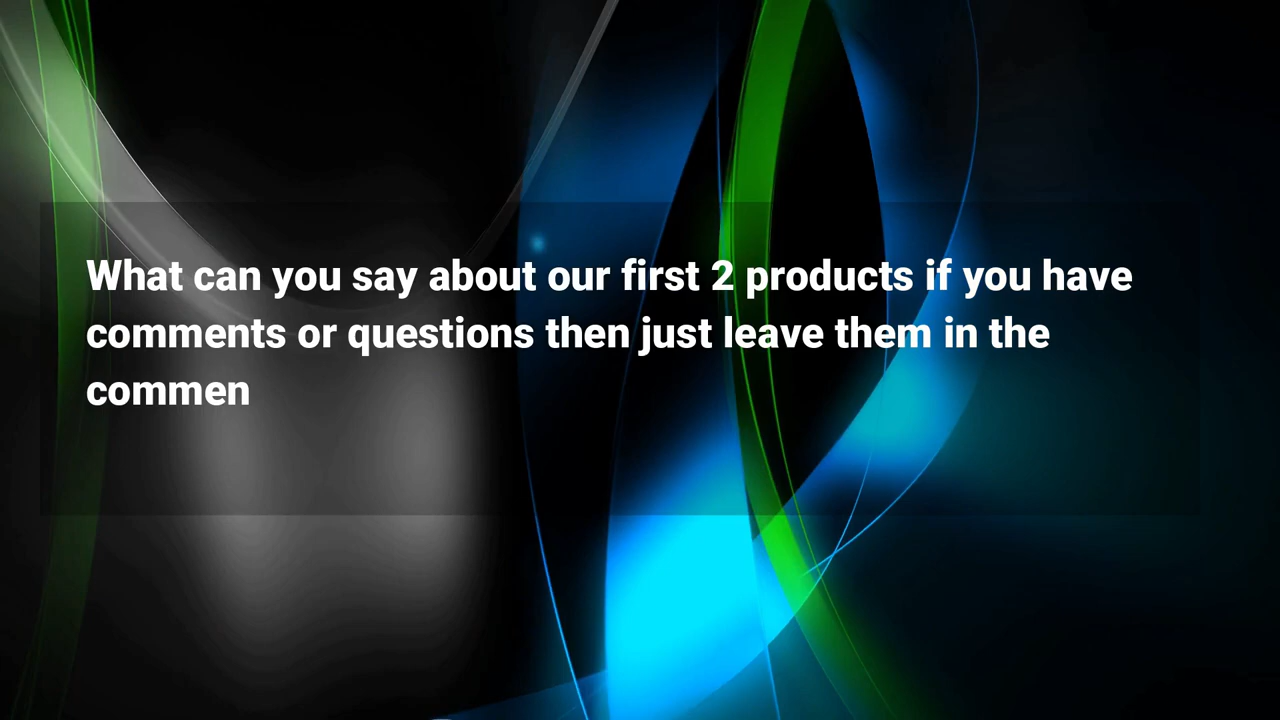 What can you say about our first 2 products if you have
comments or questions then just leave them in the
commen